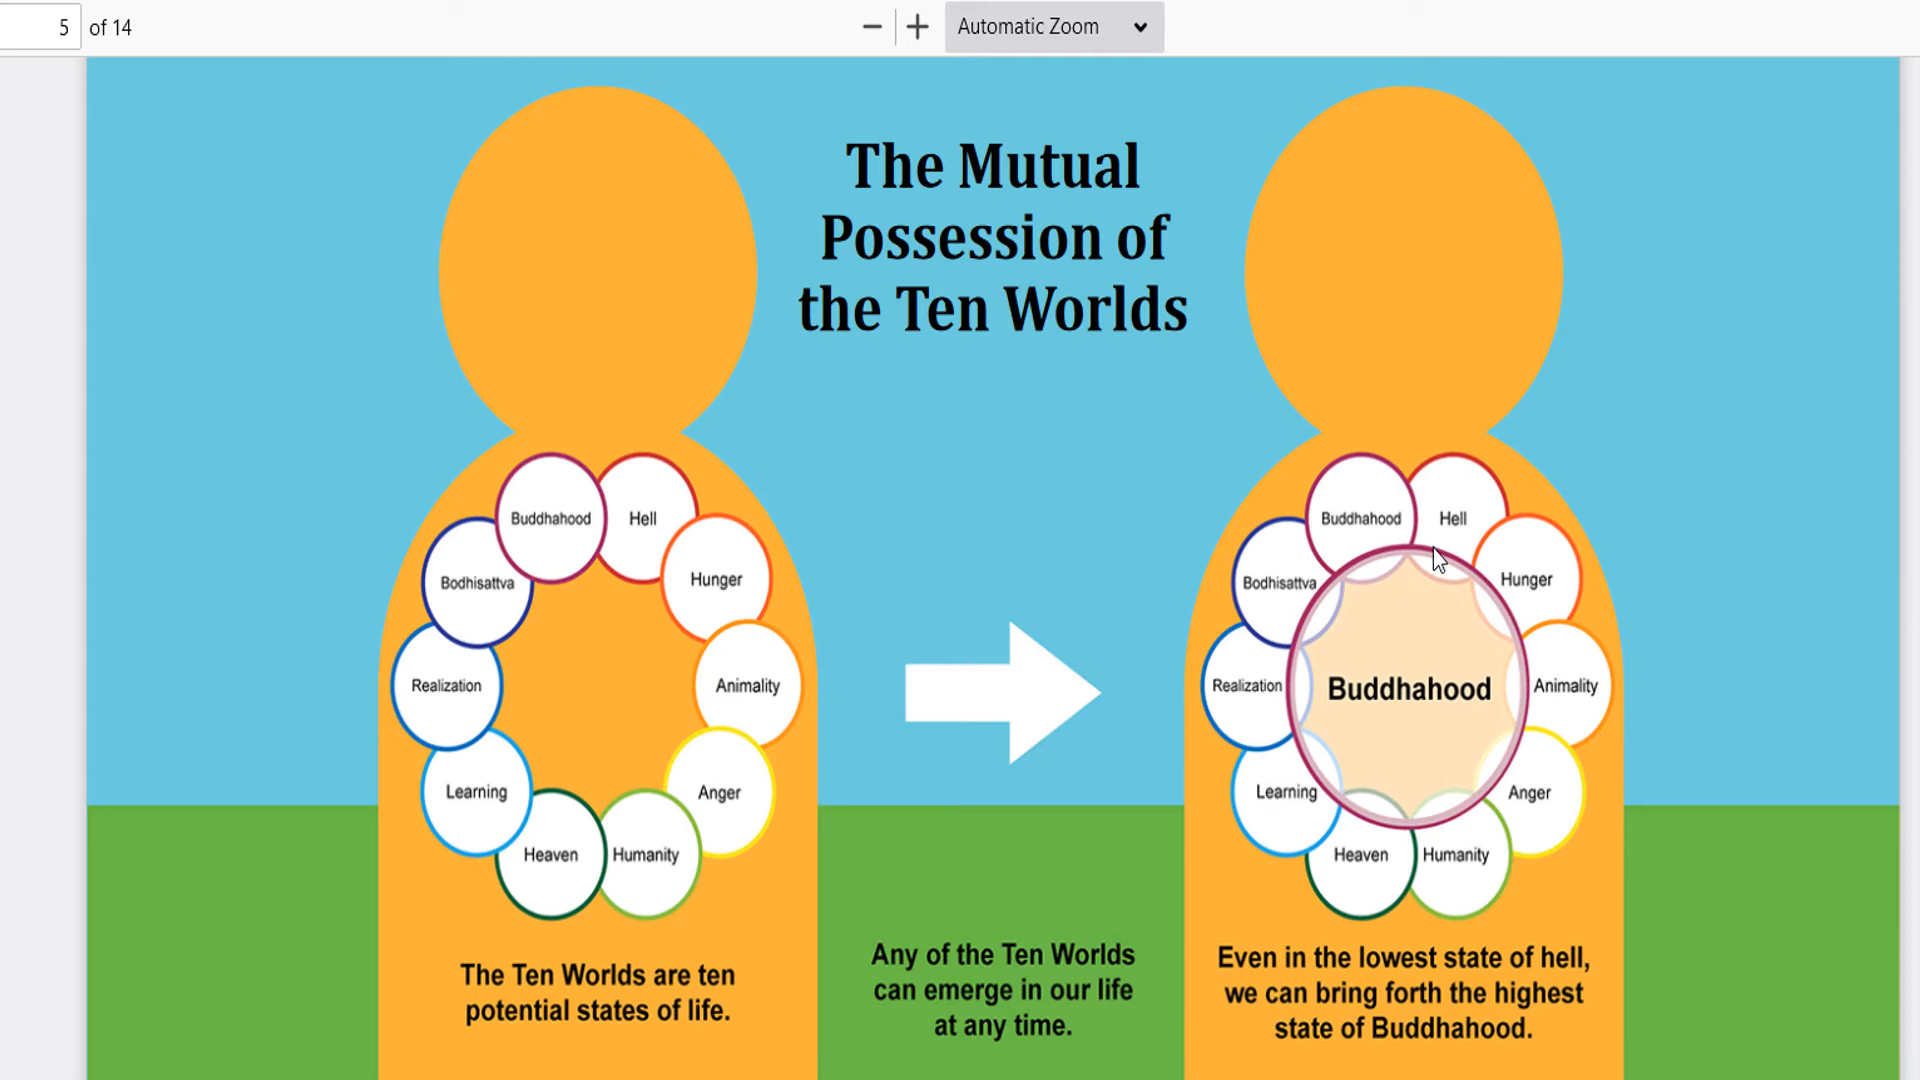 5 of 14
Automatic Zoom
The Mutual
Possession of
the Ten Worlds
Buddhahood
Hell
Hunger
Animality
Anger
Humanity
Heaven
Learning
Realization
Bodhisattva
The Ten Worlds are ten
potential states of life.
Any of the Ten Worlds
can emerge in our life
at any time.
Buddhahood
Hell
Hunger
Animality
Anger
Humanity
Heaven
Learning
Realization
Bodhisattva
Buddhahood
Even in the lowest state of hell,
we can bring forth the highest
state of Buddhahood.